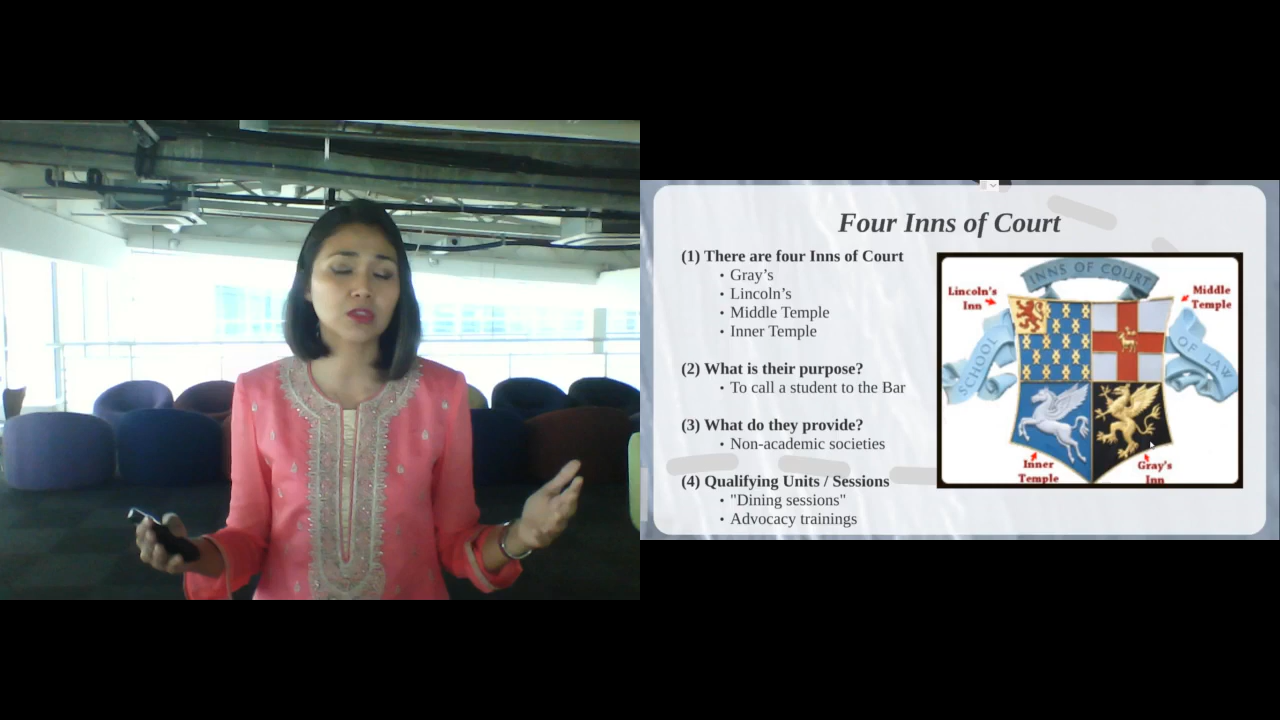 Four Inns of Court
(1) There are four Inns of Court
• Gray's
• Lincoln's
• Middle Temple
• Inner Temple
(2) What is their purpose?
• To call a student to the Bar
(3) What do they provide?
• Non-academic societies
(4) Qualifying Units / Sessions
• "Dining sessions"
• Advocacy trainings
INNS OF COURT
Lincoln's
Inn
Middle
Temple
SCHOOL
OF LAW
Inner
Temple
Gray's
Inn